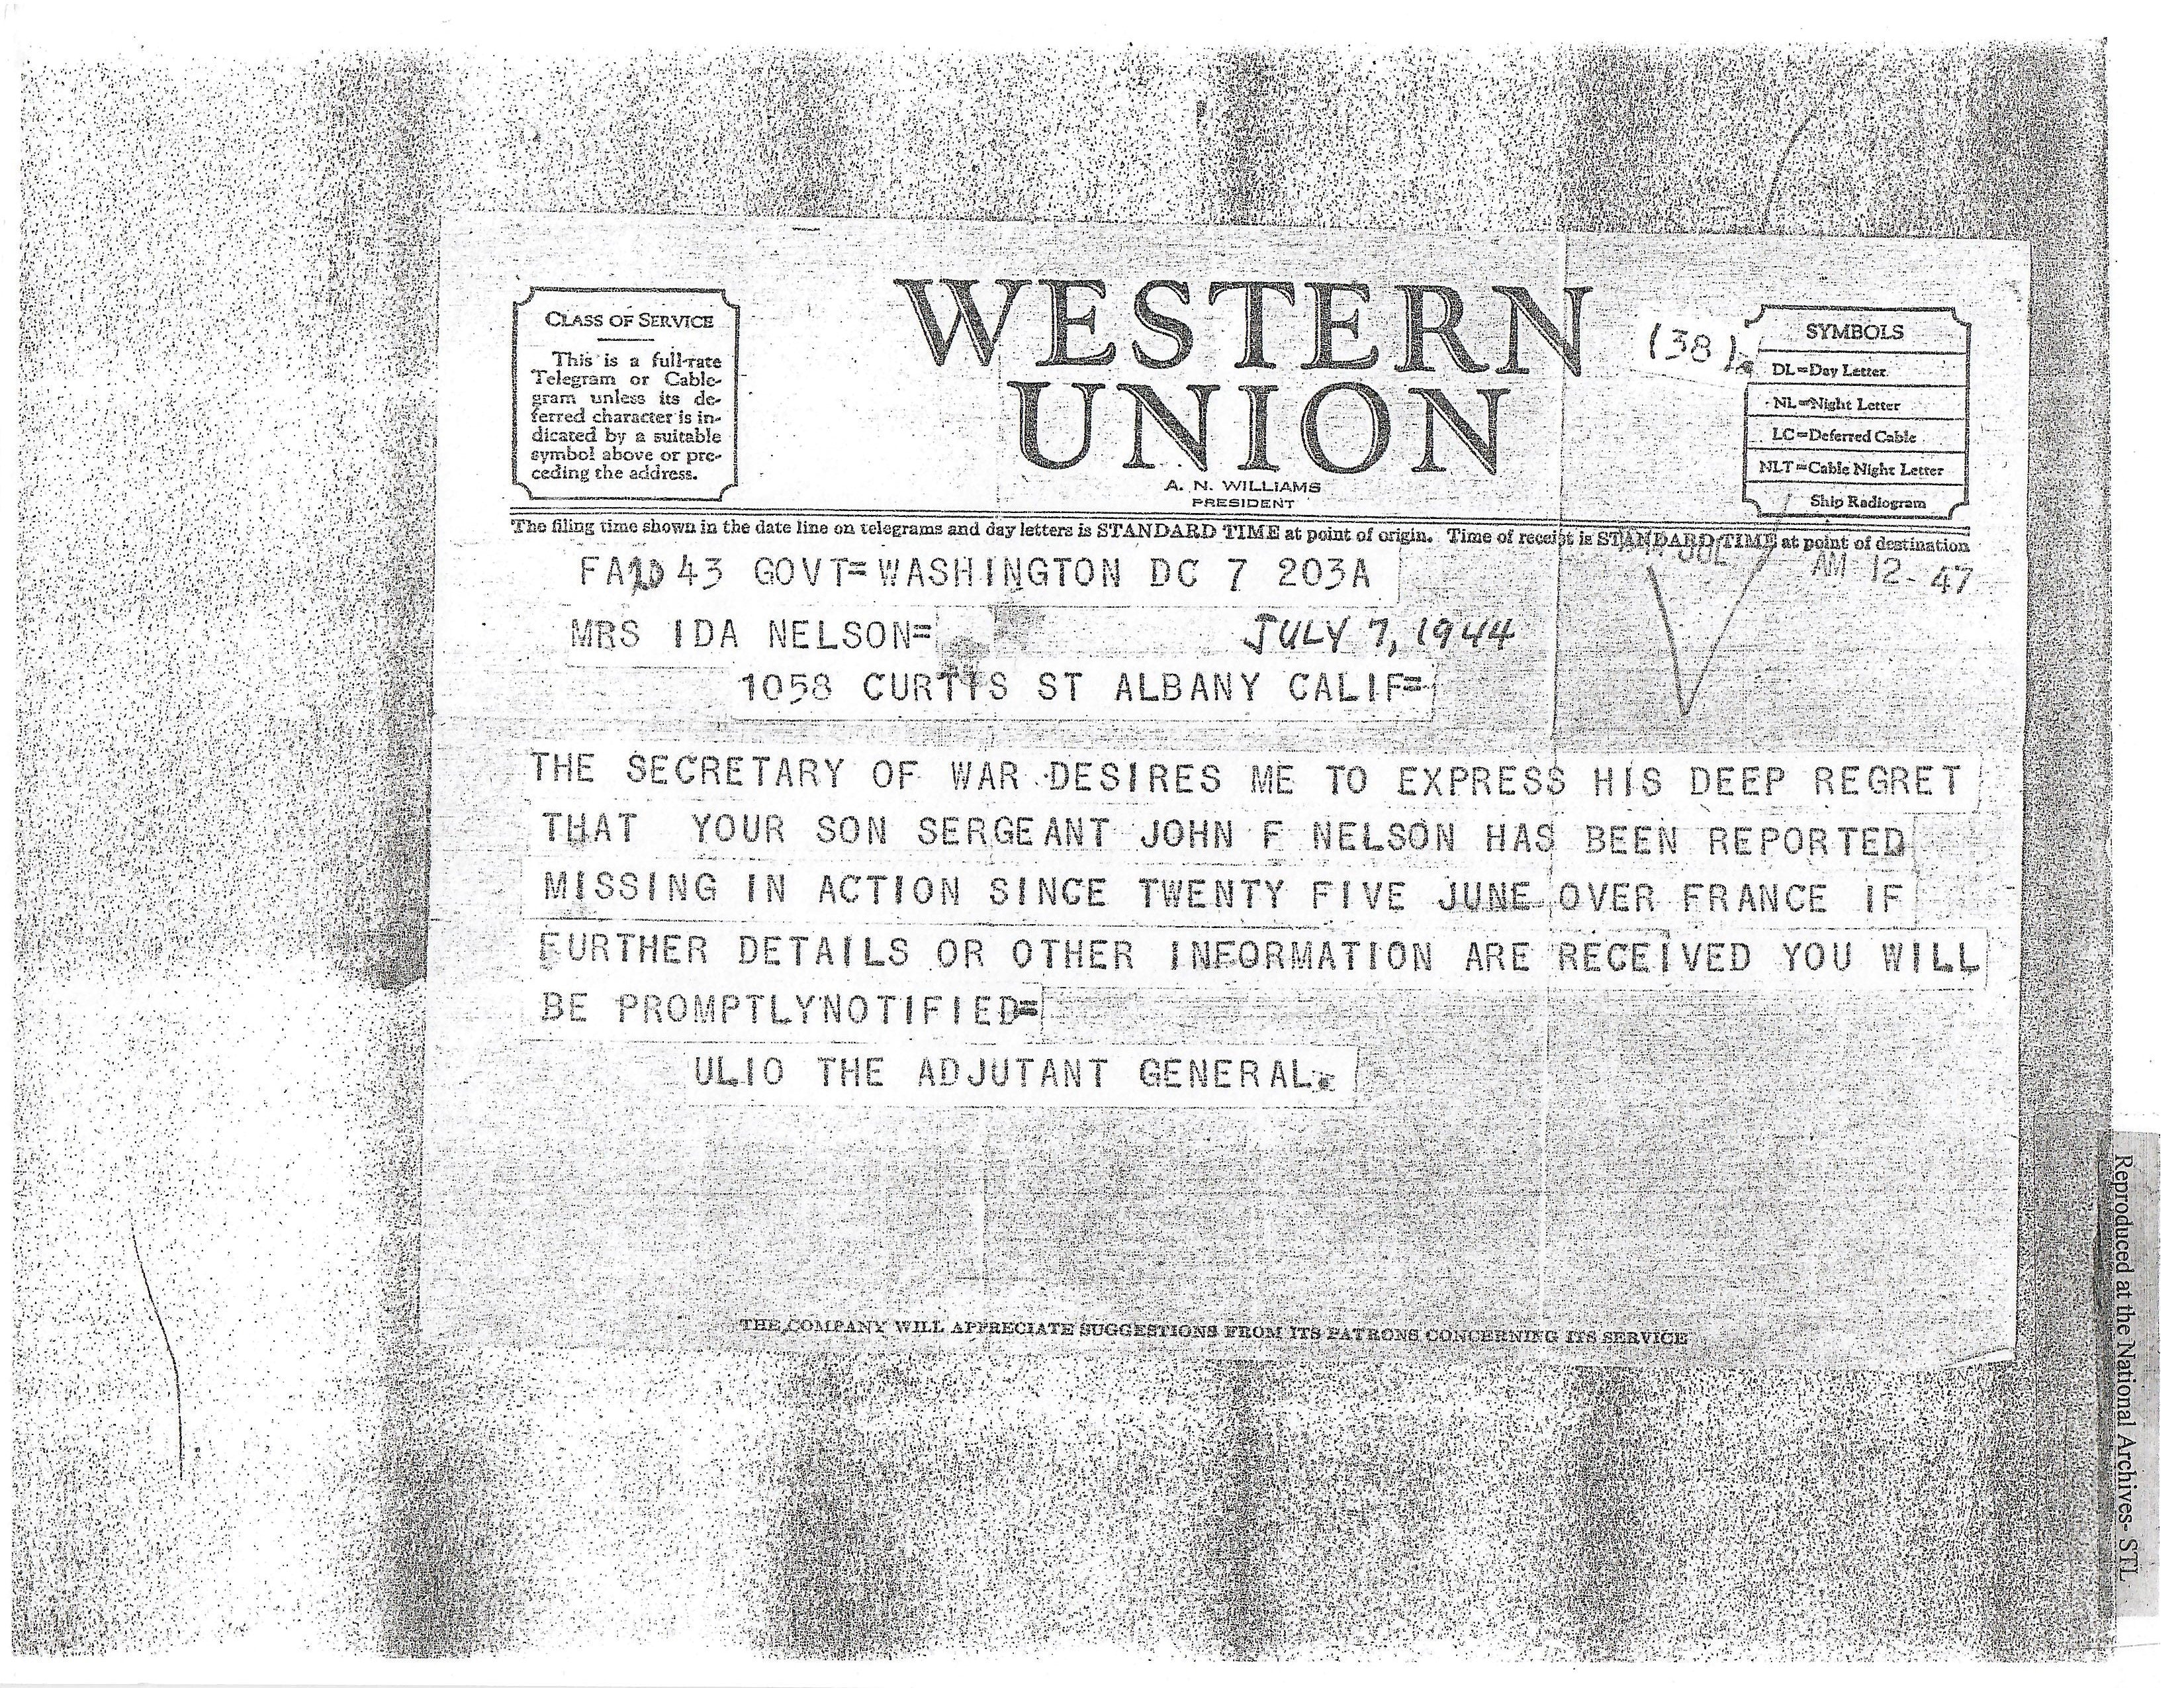 CLASS OF SERVICE
This is a full-rate
Telegram or Cable-
gram unless its de-
ferred character is in-
dicated by a suitable
symbol above or pre-
ceding the address.
WESTERN
UNION
A. N. WILLIAMS
PRESIDENT
(38).
SYMBOLS
DL=Day Letter
NL=Night Letter
LC=Deferred Cable
NLT=Cable Night Letter
Ship Radiogram
The filing time shown in the date line on telegrams and day letters is STANDARD TIME at point of origin. Time of receipt is STANDARD TIME at point of destination
43 GOVT=WASHINGTON DC 7 203A
JUL 7 AM 12-47
MRS IDA NELSON=
JULY 7, 1944
1058 CURTIS ST ALBANY CALIF=
THE SECRETARY OF WAR DESIRES ME TO EXPRESS HIS DEEP REGRET
THAT YOUR SON SERGEANT JOHN F NELSON HAS BEEN REPORTED
MISSING IN ACTION SINCE TWENTY FIVE JUNE OVER FRANCE IF
FURTHER DETAILS OR OTHER INFORMATION ARE RECEIVED YOU WILL
BE PROMPTLYNOTIFIED=
ULIO THE ADJUTANT GENERAL.
THE COMPANY WILL APPRECIATE SUGGESTIONS FROM ITS PATRONS CONCERNING ITS SERVICE
Reproduced at the National Archives- STL